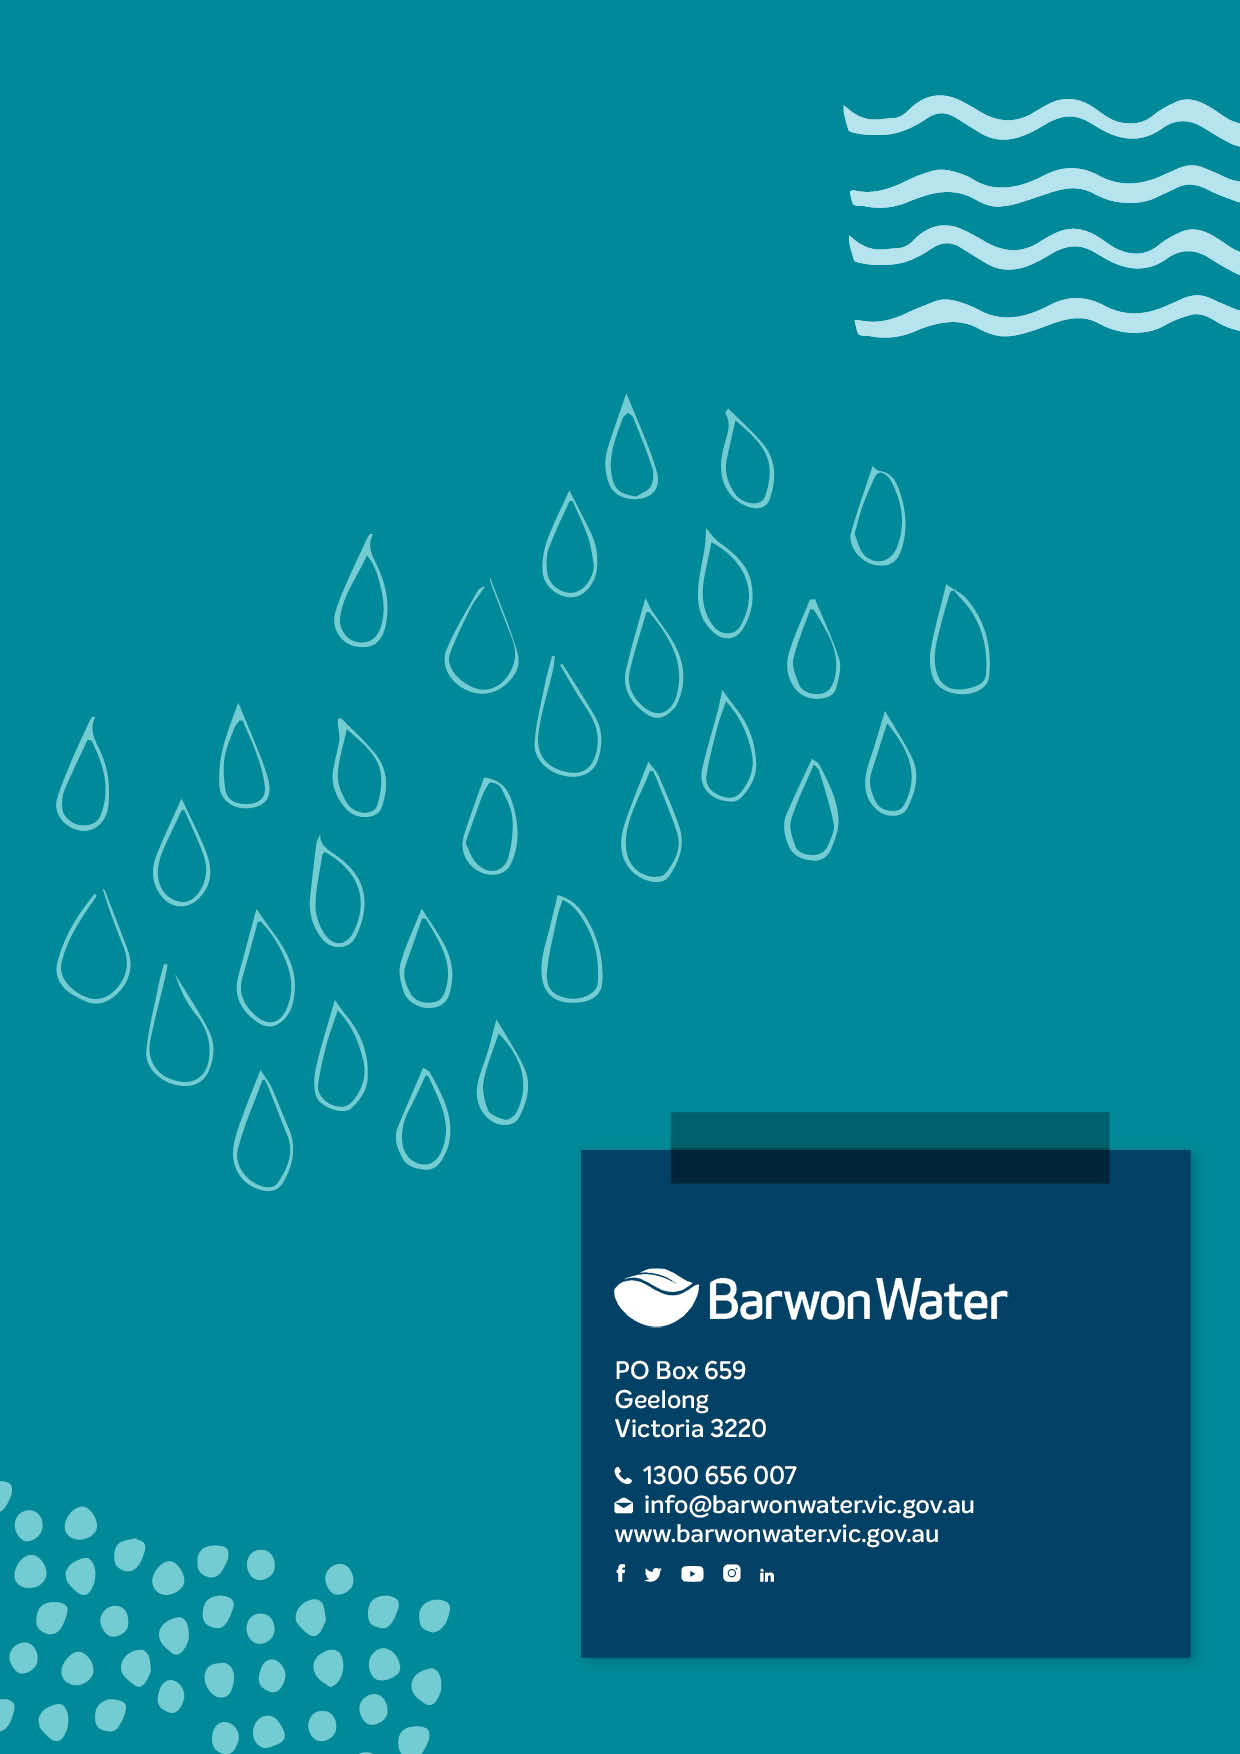 Barwon Water
PO Box 659
Geelong
Victoria 3220
1300 656 007
info@barwonwater.vic.gov.au
www.barwonwater.vic.gov.au